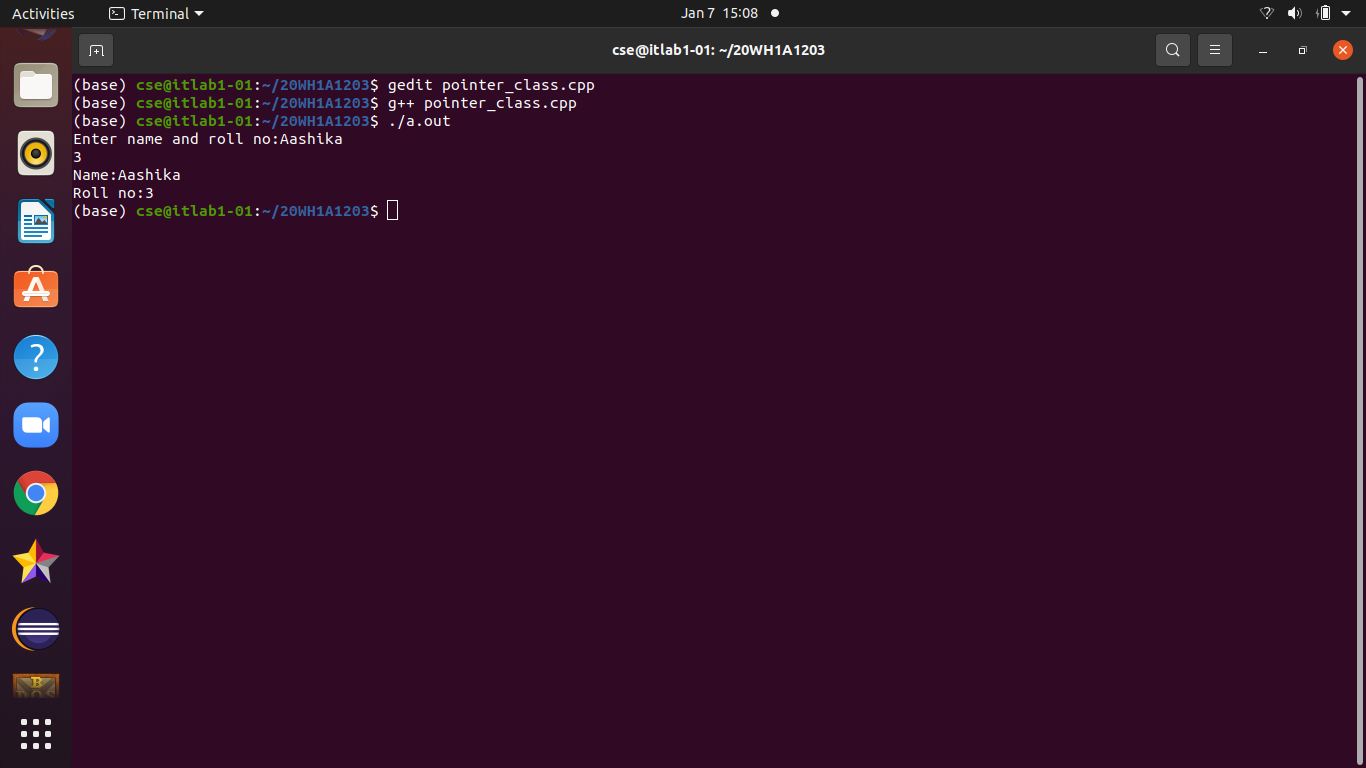 Activities
Terminal
Jan 7 15:08
cse@itlab1-01: ~/20WH1A1203
(base) cse@itlab1-01:~/20WH1A1203$ gedit pointer_class.cpp
(base) cse@itlab1-01:~/20WH1A1203$ g++ pointer_class.cpp
(base) cse@itlab1-01:~/20WH1A1203$ ./a.out
Enter name and roll no:Aashika
3
Name:Aashika
Roll no:3
(base) cse@itlab1-01:~/20WH1A1203$
B
DOS